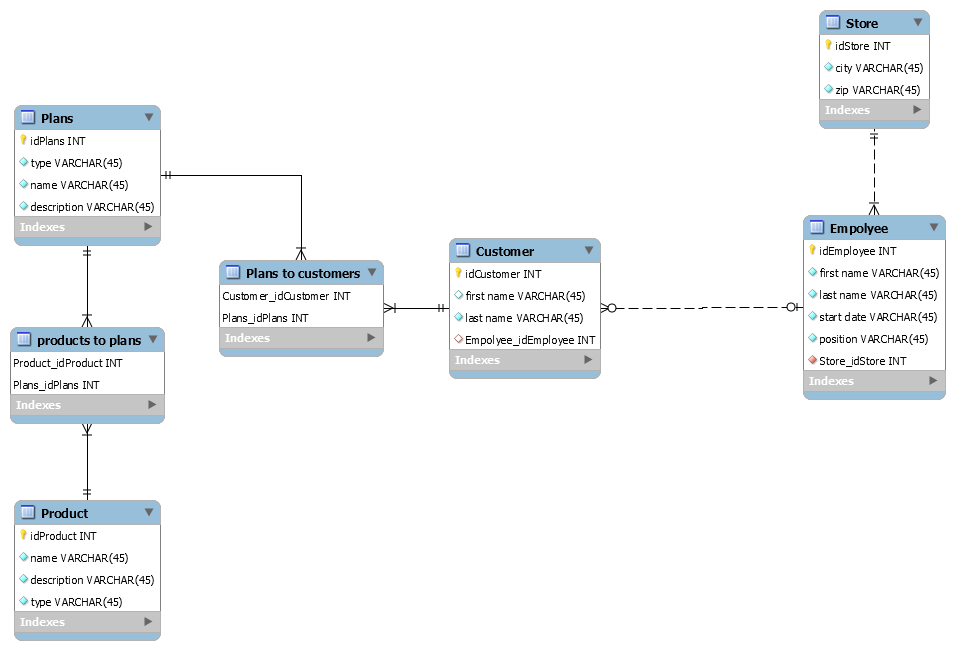 Store
idStore INT
city VARCHAR(45)
zip VARCHAR(45)
Indexes
Plans
idPlans INT
type VARCHAR(45)
name VARCHAR(45)
description VARCHAR(45)
Indexes
Plans to customers
Customer_idCustomer INT
Plans_idPlans INT
Indexes
Customer
idCustomer INT
first name VARCHAR(45)
last name VARCHAR(45)
Empolyee_idEmployee INT
Indexes
Empolyee
idEmployee INT
first name VARCHAR(45)
last name VARCHAR(45)
start date VARCHAR(45)
position VARCHAR(45)
Store_idStore INT
Indexes
products to plans
Product_idProduct INT
Plans_idPlans INT
Indexes
Product
idProduct INT
name VARCHAR(45)
description VARCHAR(45)
type VARCHAR(45)
Indexes